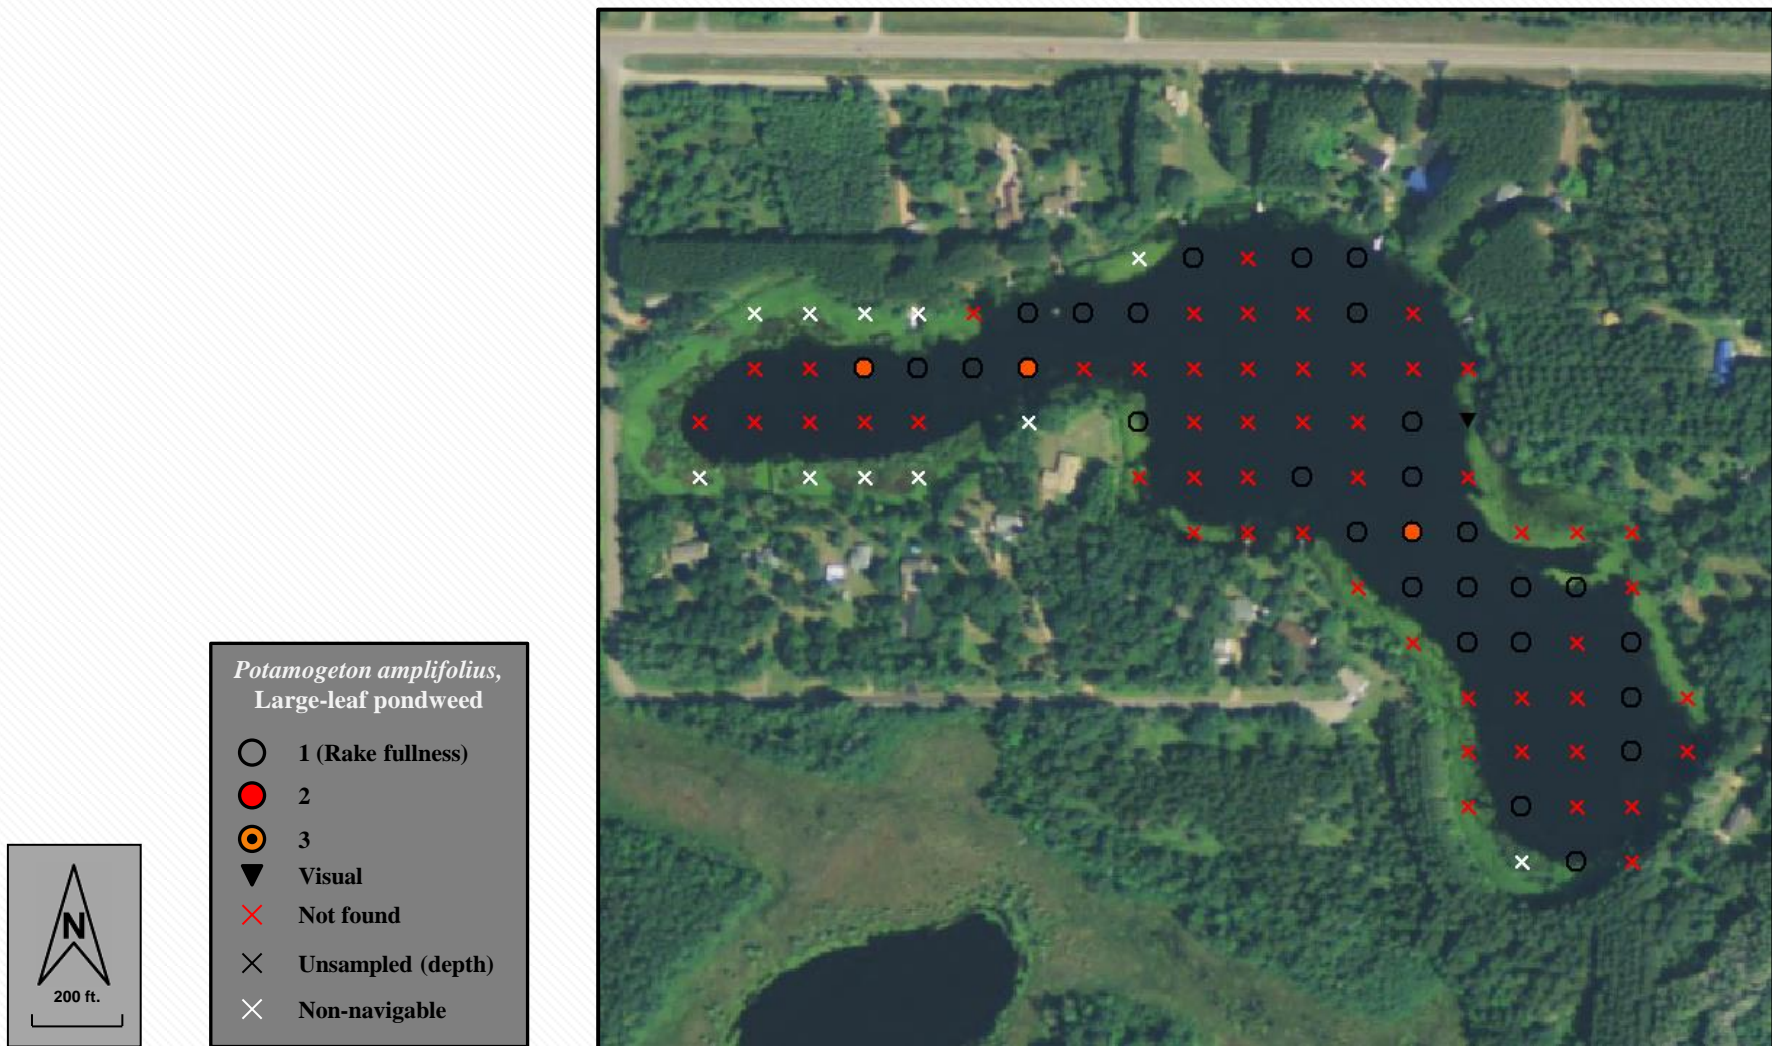 Potamogeton amplifolius,
Large-leaf pondweed
1 (Rake fullness)
2
3
Visual
Not found
Unsampled (depth)
Non-navigable
N
200 ft.